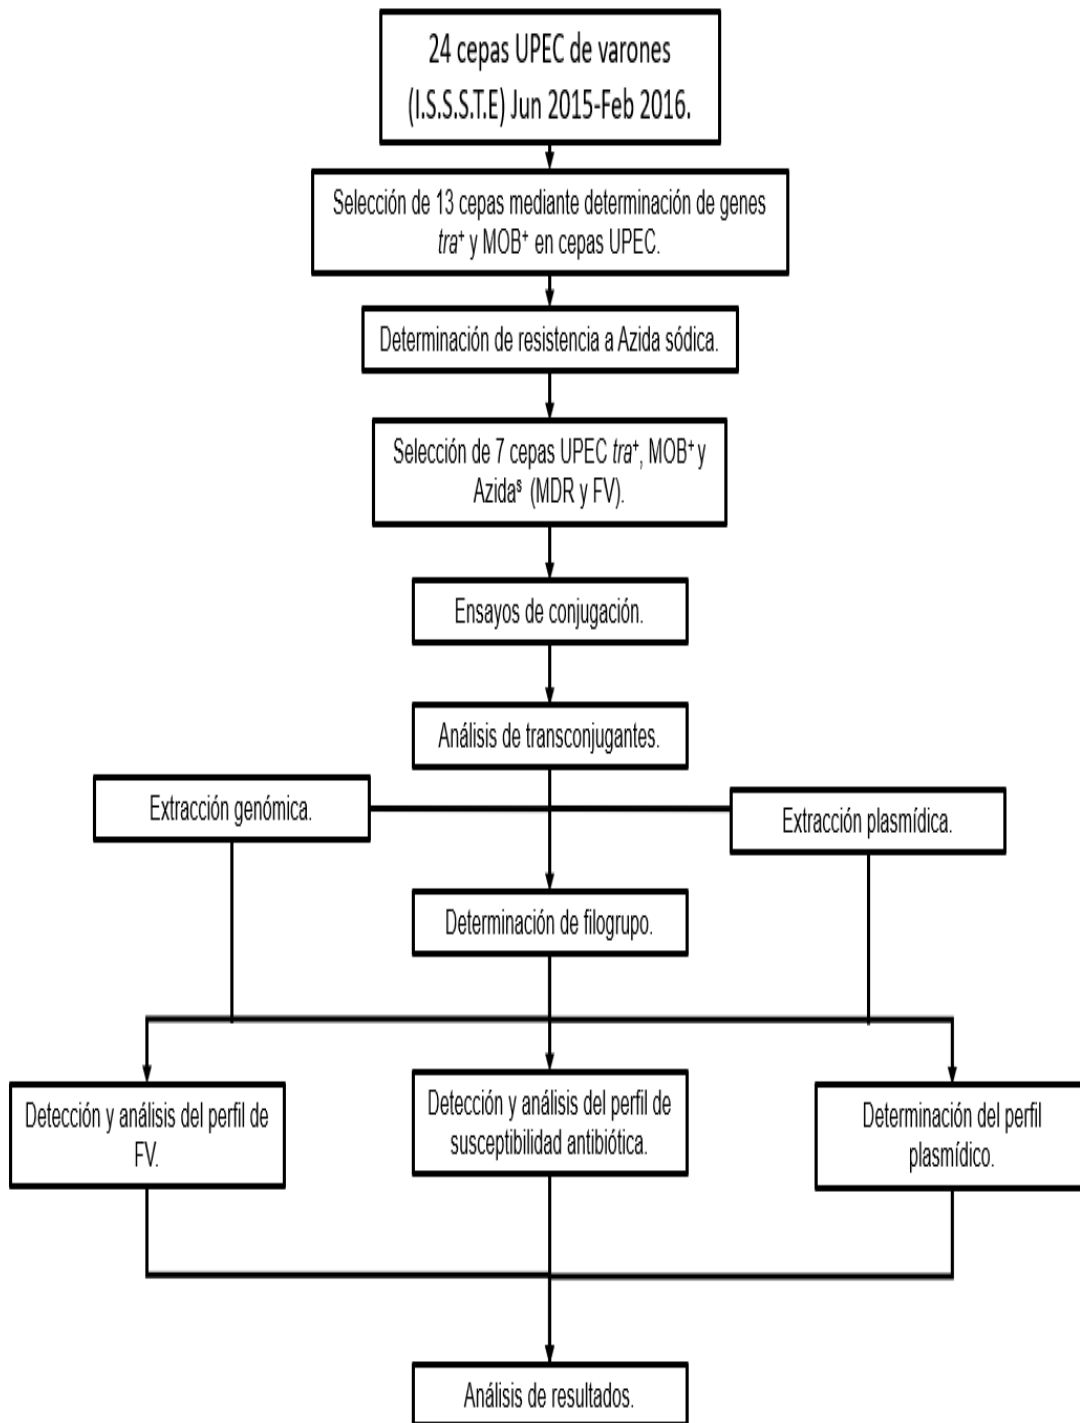 24 cepas UPEC de varones
(I.S.S.S.T.E) Jun 2015-Feb 2016.
Selección de 13 cepas mediante determinación de genes
tra⁺ y MOB⁺ en cepas UPEC.
Determinación de resistencia a Azida sódica.
Selección de 7 cepas UPEC tra⁺, MOB⁺ y
Azidaˢ (MDR y FV).
Ensayos de conjugación.
Análisis de transconjugantes.
Extracción genómica.
Extracción plasmídica.
Determinación de filogrupo.
Detección y análisis del perfil de
FV.
Detección y análisis del perfil de
susceptibilidad antibiótica.
Determinación del perfil
plasmídico.
Análisis de resultados.